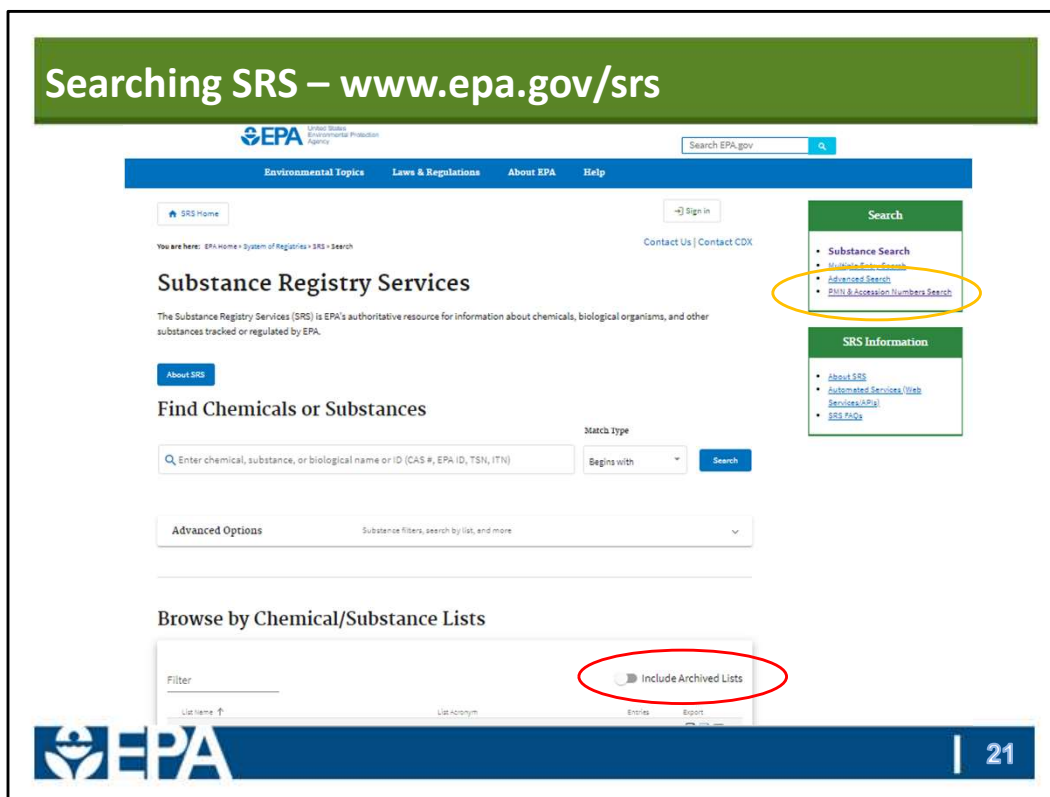 Searching SRS – www.epa.gov/srs
EPA
United States
Environmental Protection
Agency
Search EPA.gov
Environmental Topics Laws & Regulations About EPA Help
SRS Home
Sign in
You are here: EPA Home › System of Registries › SRS › Search
Contact Us | Contact CDX
Substance Registry Services
The Substance Registry Services (SRS) is EPA's authoritative resource for information about chemicals, biological organisms, and other
substances tracked or regulated by EPA.
About SRS
Find Chemicals or Substances
Match Type
Enter chemical, substance, or biological name or ID (CAS #, EPA ID, TSN, ITN)
Begins with
Search
Advanced Options Substance filters, search by list, and more
Browse by Chemical/Substance Lists
Filter
Include Archived Lists
List Name ↑ List Acronym Entries Export
Search
• Substance Search
• Multiple Entry Search
• Advanced Search
• PMN & Accession Numbers Search
SRS Information
• About SRS
• Automated Services (Web
Services/APIs)
• SRS FAQs
EPA
| 21